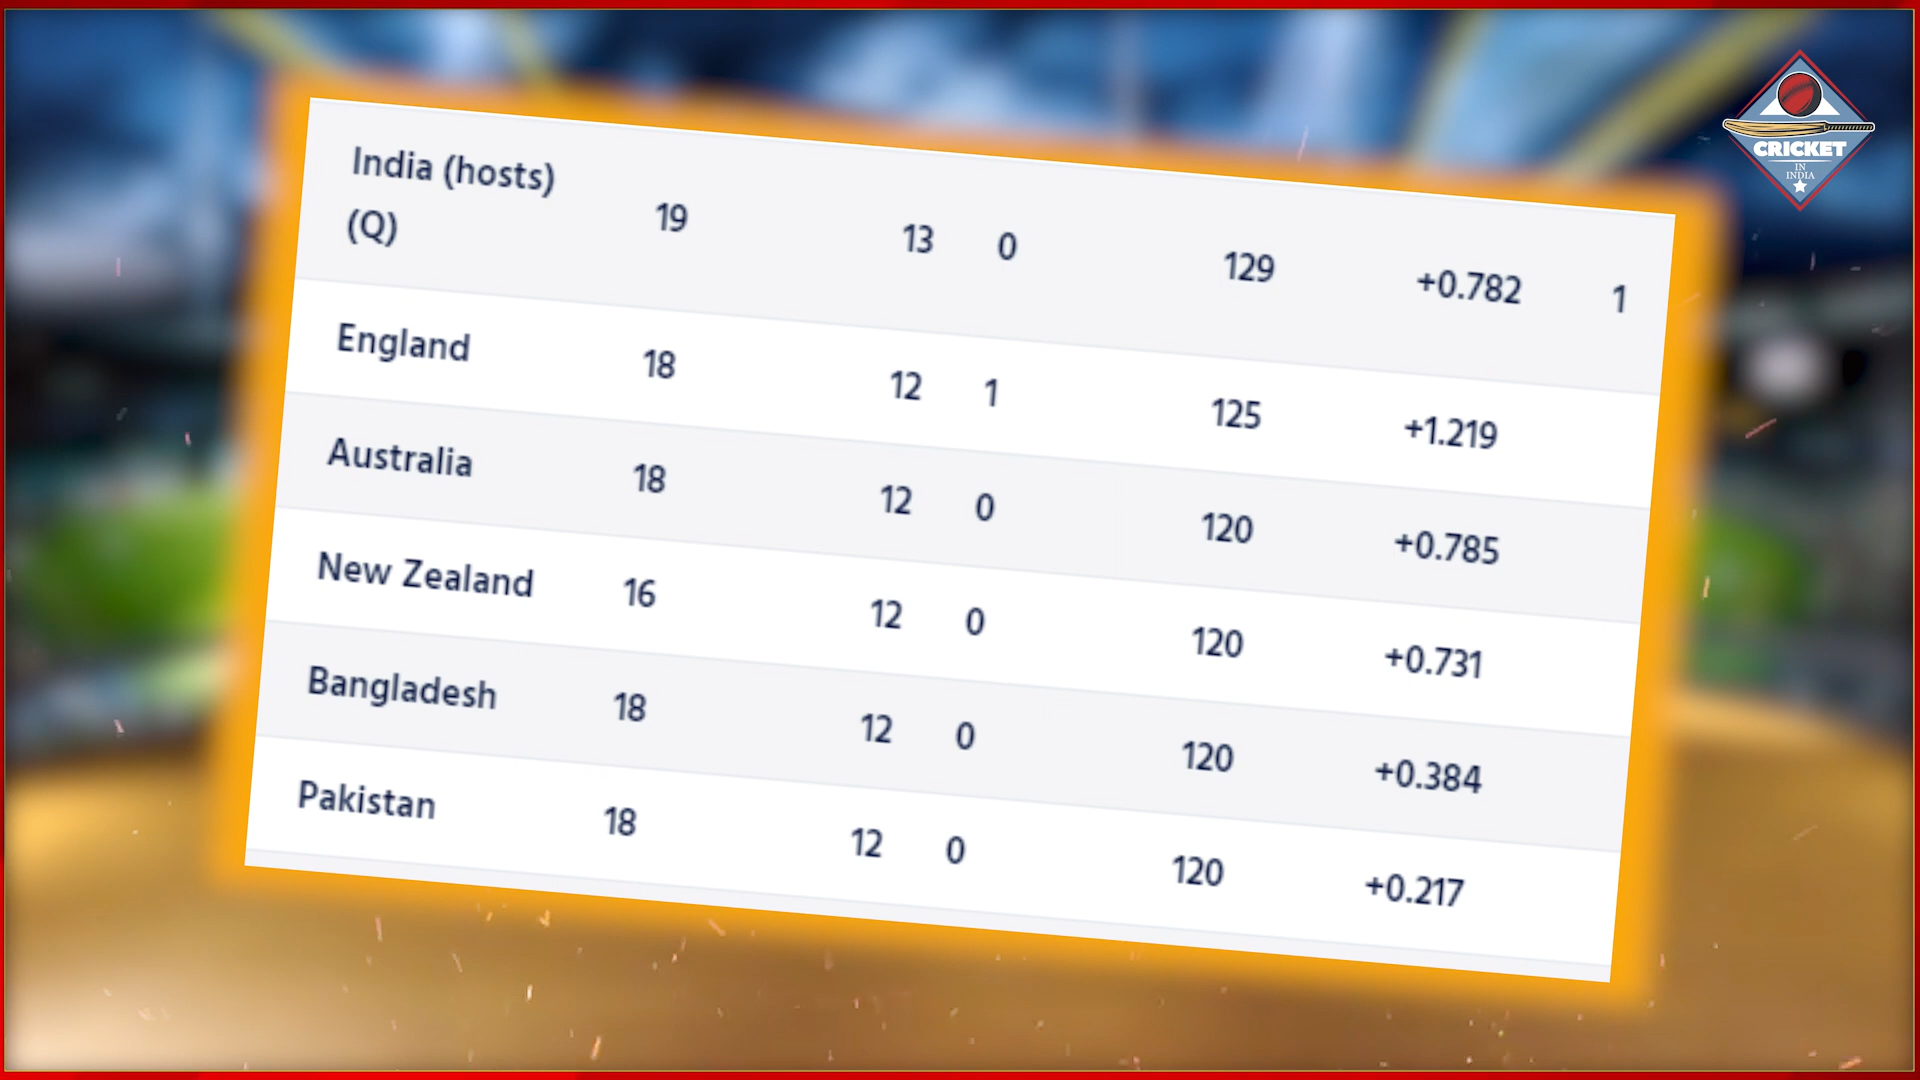 India (hosts) (Q) 19 13 0 129 +0.782 1
England 18 12 1 125 +1.219
Australia 18 12 0 120 +0.785
New Zealand 16 12 0 120 +0.731
Bangladesh 18 12 0 120 +0.384
Pakistan 18 12 0 120 +0.217
CRICKET
IN
INDIA